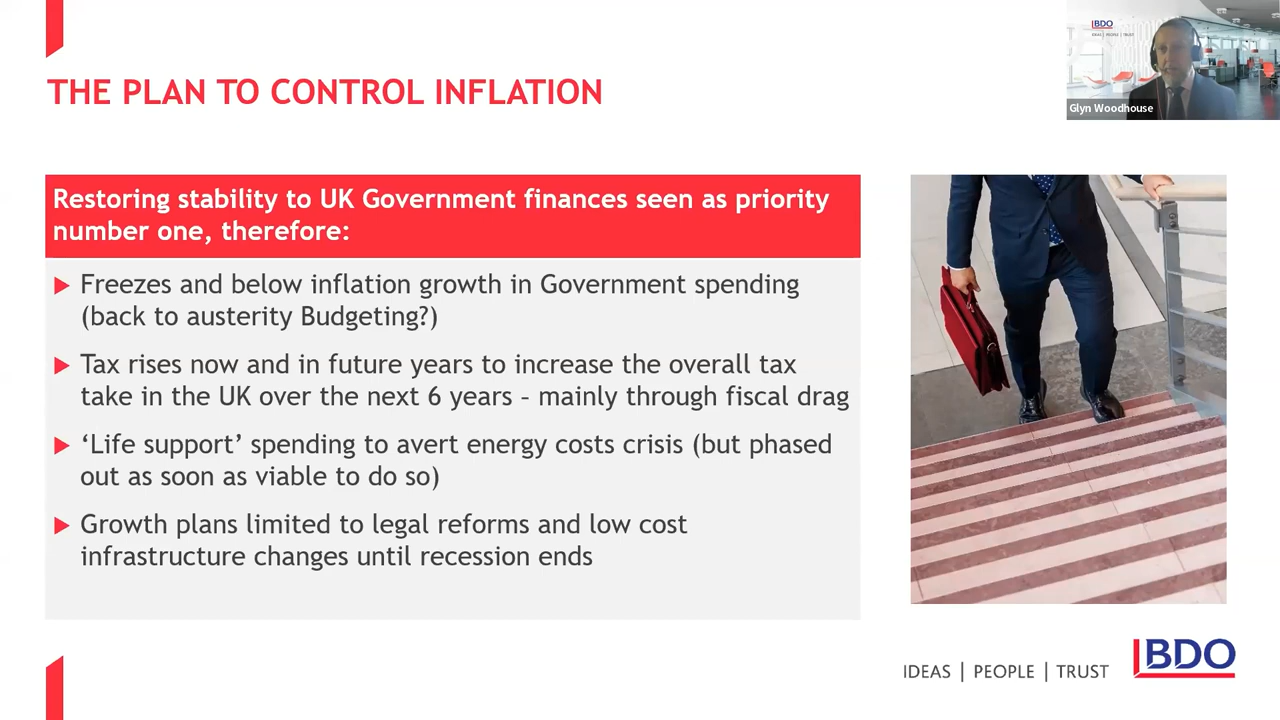 BDO
IDEAS | PEOPLE | TRUST
Glyn Woodhouse
THE PLAN TO CONTROL INFLATION
Restoring stability to UK Government finances seen as priority
number one, therefore:
Freezes and below inflation growth in Government spending
(back to austerity Budgeting?)
Tax rises now and in future years to increase the overall tax
take in the UK over the next 6 years – mainly through fiscal drag
‘Life support’ spending to avert energy costs crisis (but phased
out as soon as viable to do so)
Growth plans limited to legal reforms and low cost
infrastructure changes until recession ends
IDEAS | PEOPLE | TRUST
BDO